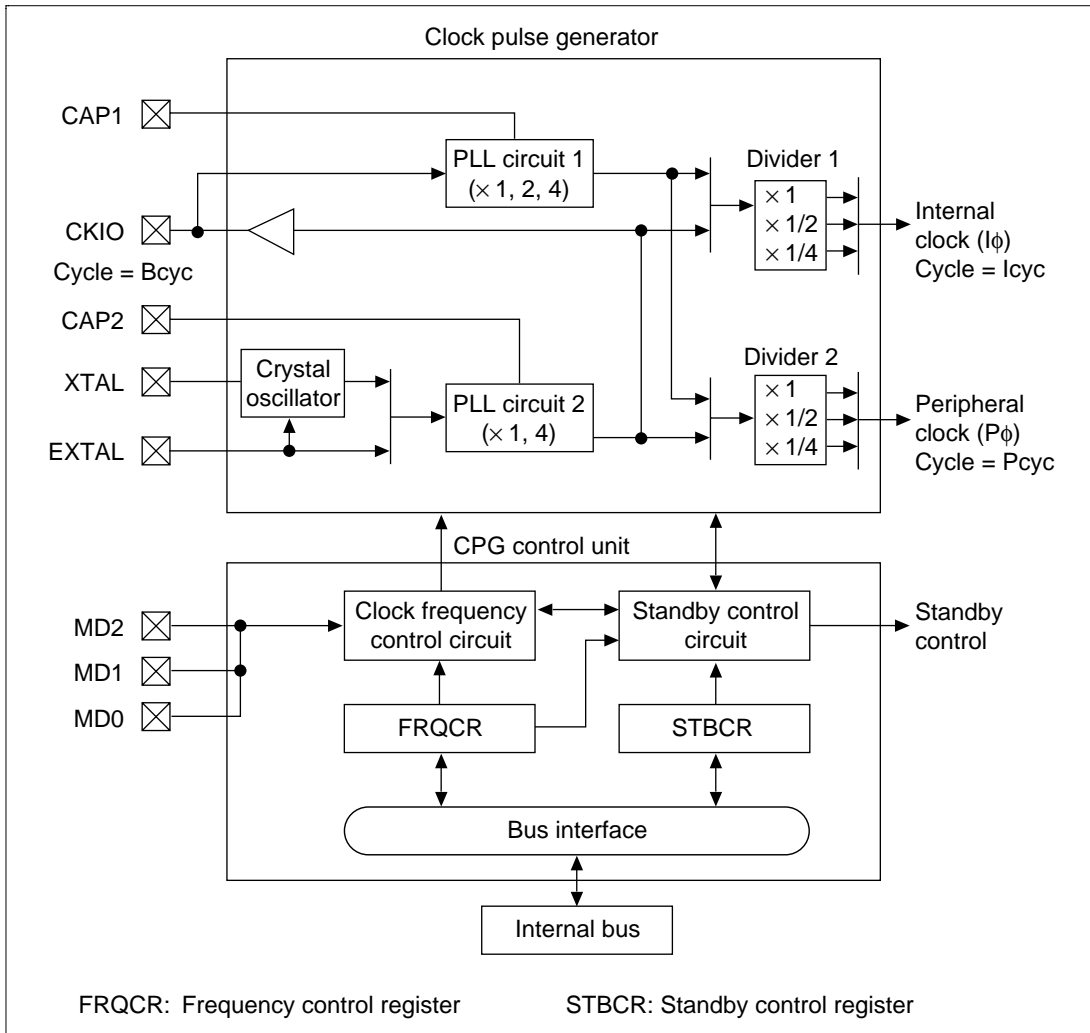 Clock pulse generator
CAP1
PLL circuit 1
(× 1, 2, 4)
Divider 1
× 1
× 1/2
× 1/4
Internal
clock (Iϕ)
Cycle = Icyc
CKIO
Cycle = Bcyc
CAP2
XTAL
Crystal
oscillator
EXTAL
PLL circuit 2
(× 1, 4)
Divider 2
× 1
× 1/2
× 1/4
Peripheral
clock (Pϕ)
Cycle = Pcyc
CPG control unit
MD2
MD1
MD0
Clock frequency
control circuit
Standby control
circuit
Standby
control
FRQCR
STBCR
Bus interface
Internal bus
FRQCR: Frequency control register
STBCR: Standby control register